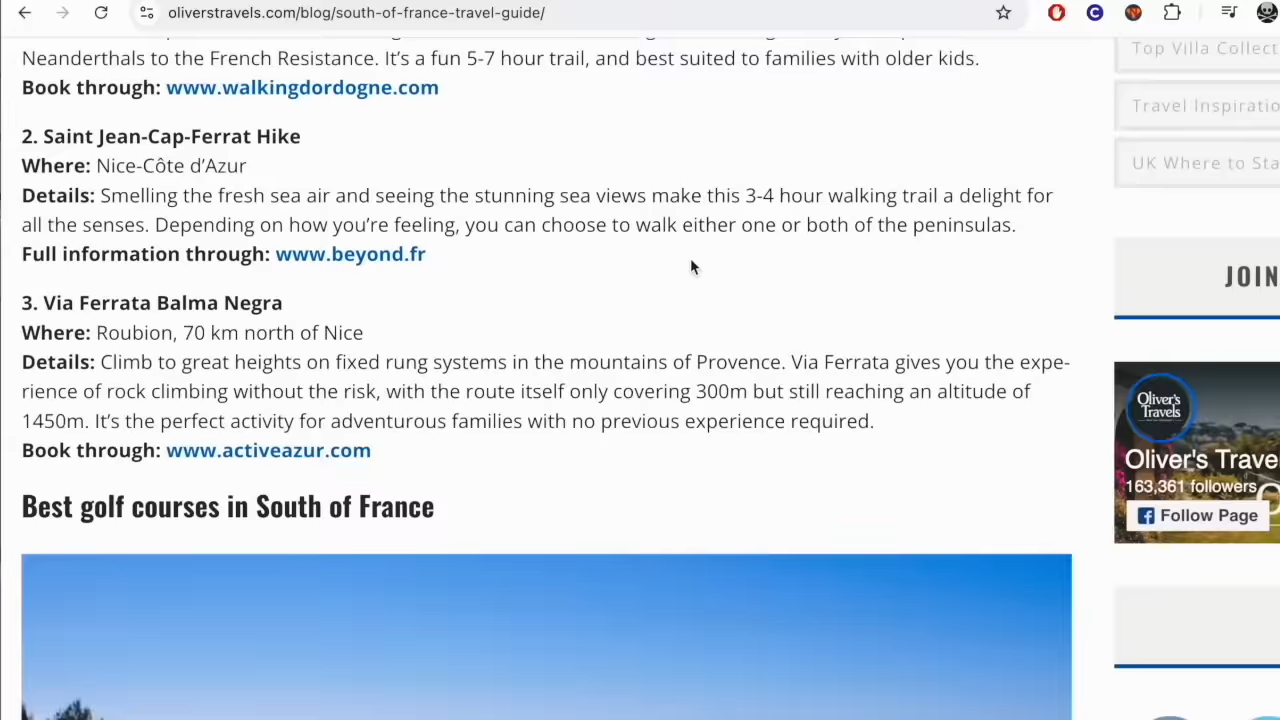 oliverstravels.com/blog/south-of-france-travel-guide/
Neanderthals to the French Resistance. It's a fun 5-7 hour trail, and best suited to families with older kids.
Book through: www.walkingdordogne.com
2. Saint Jean-Cap-Ferrat Hike
Where: Nice-Côte d’Azur
Details: Smelling the fresh sea air and seeing the stunning sea views make this 3-4 hour walking trail a delight for
all the senses. Depending on how you’re feeling, you can choose to walk either one or both of the peninsulas.
Full information through: www.beyond.fr
3. Via Ferrata Balma Negra
Where: Roubion, 70 km north of Nice
Details: Climb to great heights on fixed rung systems in the mountains of Provence. Via Ferrata gives you the expe-
rience of rock climbing without the risk, with the route itself only covering 300m but still reaching an altitude of
1450m. It’s the perfect activity for adventurous families with no previous experience required.
Book through: www.activeazur.com
Best golf courses in South of France
Top Villa Collect
Travel Inspiratio
UK Where to Sta
JOIN
Oliver's
Travels
Oliver's Trave
163,361 followers
Follow Page